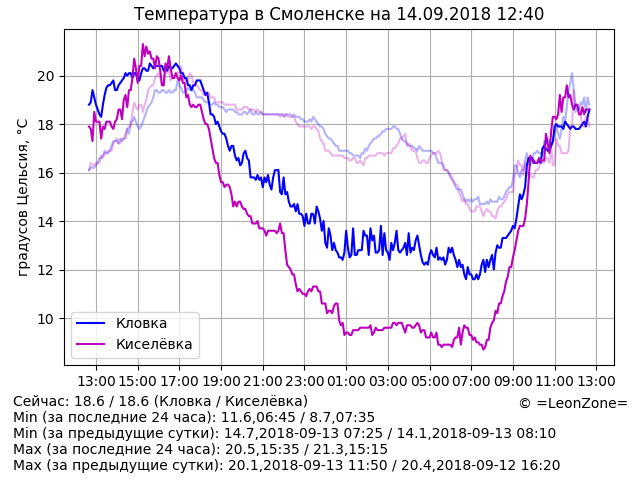 Температура в Смоленске на 14.09.2018 12:40
градусов Цельсия, °C
20
18
16
14
12
10
Кловка
Киселёвка
13:00 15:00 17:00 19:00 21:00 23:00 01:00 03:00 05:00 07:00 09:00 11:00 13:00
Сейчас: 18.6 / 18.6 (Кловка / Киселёвка)
© =LeonZone=
Min (за последние 24 часа): 11.6,06:45 / 8.7,07:35
Min (за предыдущие сутки): 14.7,2018-09-13 07:25 / 14.1,2018-09-13 08:10
Max (за последние 24 часа): 20.5,15:35 / 21.3,15:15
Max (за предыдущие сутки): 20.1,2018-09-13 11:50 / 20.4,2018-09-12 16:20